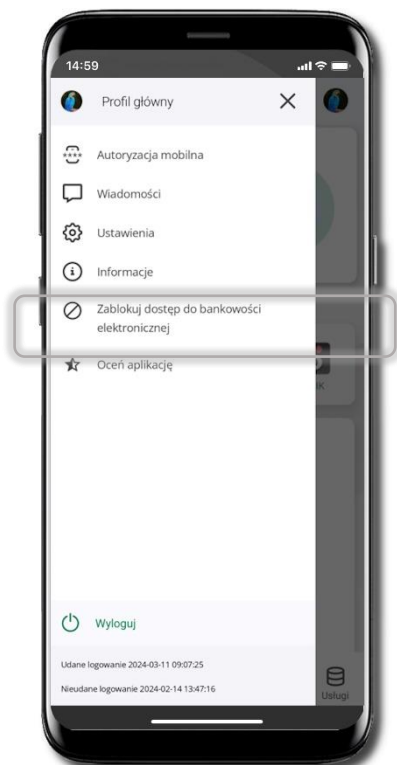 14:59
Profil główny
Autoryzacja mobilna
Wiadomości
Ustawienia
Informacje
Zablokuj dostęp do bankowości
elektronicznej
Oceń aplikację
IK
Wyloguj
Udane logowanie 2024-03-11 09:07:25
Nieudane logowanie 2024-02-14 13:47:16
Usługi